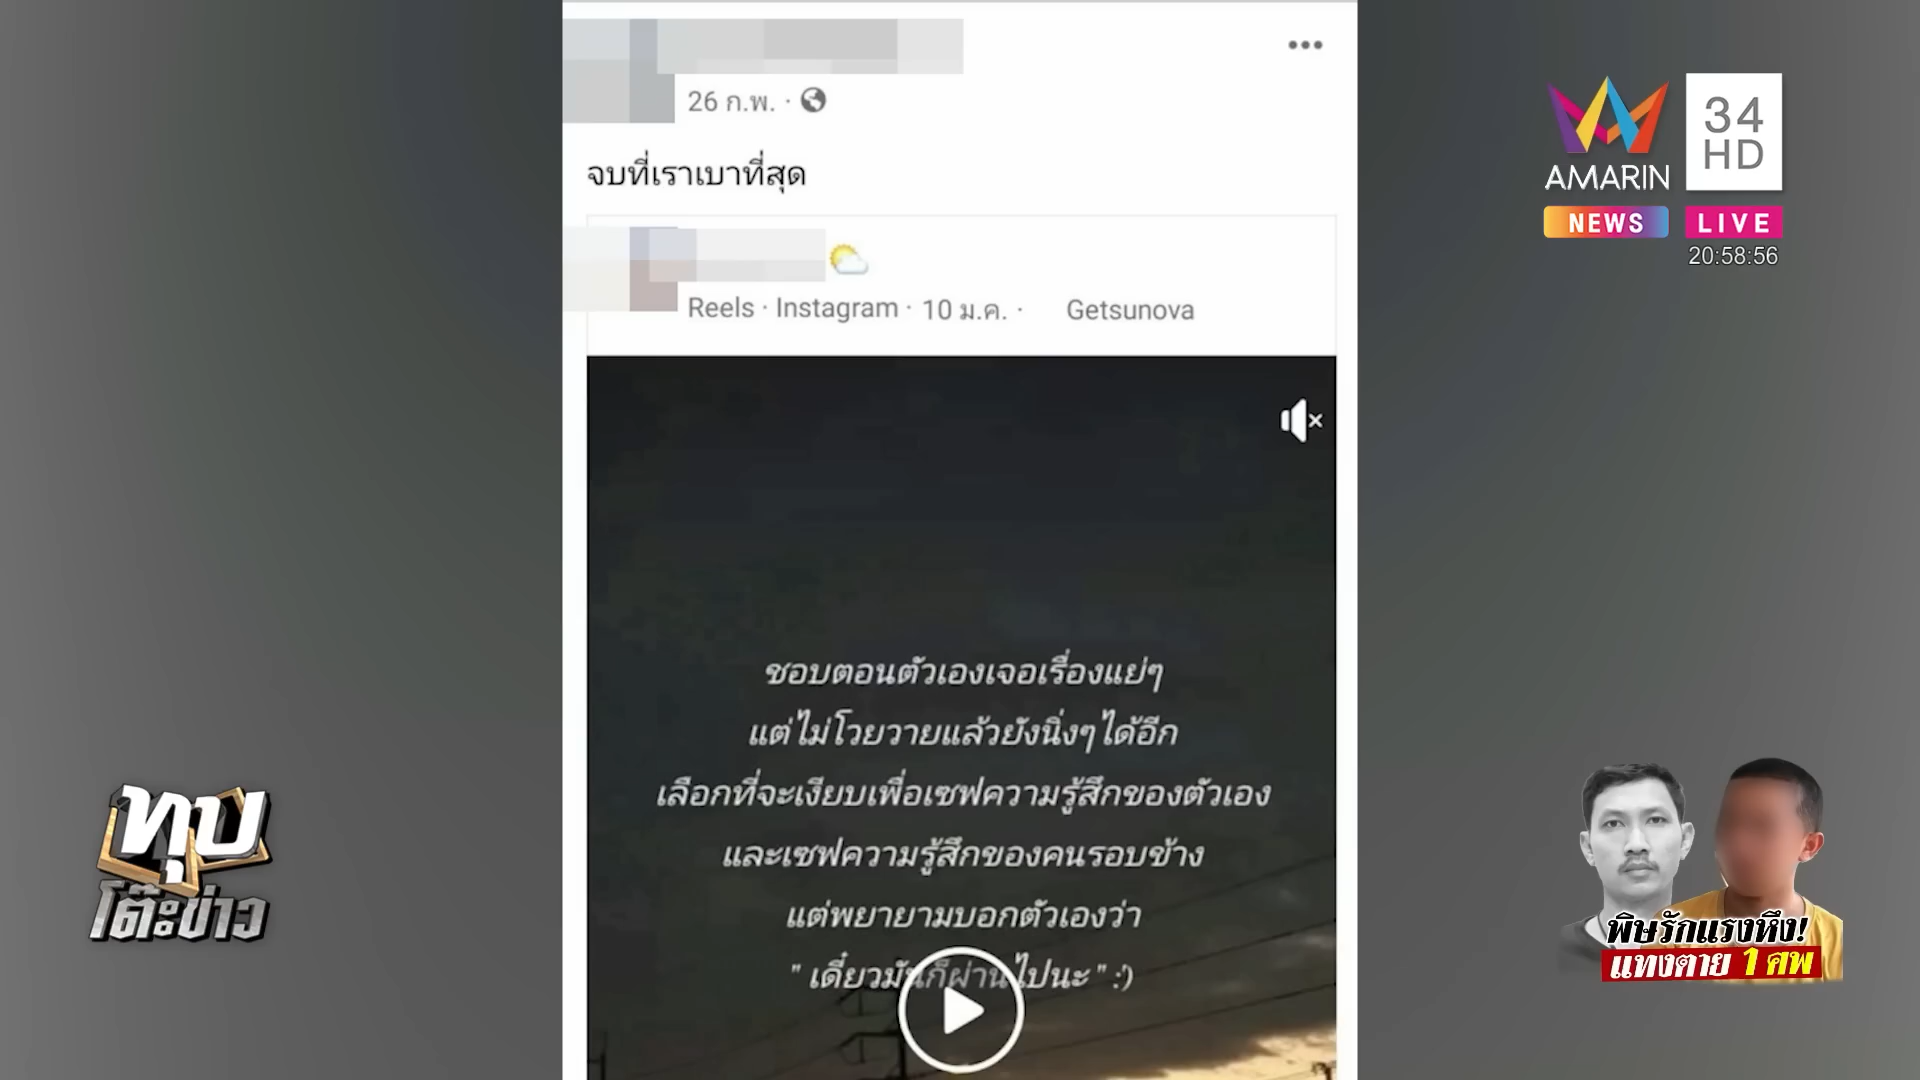 26 ก.พ. ·
จบที่เราเบาที่สุด
Reels · Instagram · 10 ม.ค. · Getsunova
ชอบตอนตัวเองเจอเรื่องแย่ๆ
แต่ไม่โวยวายแล้วยังนิ่งๆได้อีก
เลือกที่จะเงียบเพื่อเซฟความรู้สึกของตัวเอง
และเซฟความรู้สึกของคนรอบข้าง
แต่พยายามบอกตัวเองว่า
" เดี๋ยวมันก็ผ่านไปนะ " :')
AMARIN
34
HD
NEWS
LIVE
20:58:56
ทุบ
โต๊ะข่าว
พิษรักแรงหึง!
แทงตาย 1 ศพ